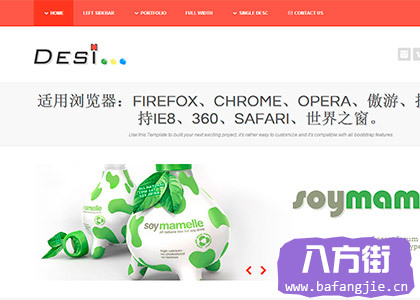 HOME LEFT SIDEBAR PORTFOLIO FULL WIDTH SINGLE DESC CONTACT US
DESI...
适用浏览器：FIREFOX、CHROME、OPERA、傲游、
持IE8、360、SAFARI、世界之窗。
Use this Template to build your next exciting project, it's rather easy to customize and it's compatible with all bootstrap features.
soymamelle
soymam
八方街
www.bafangjie.cn